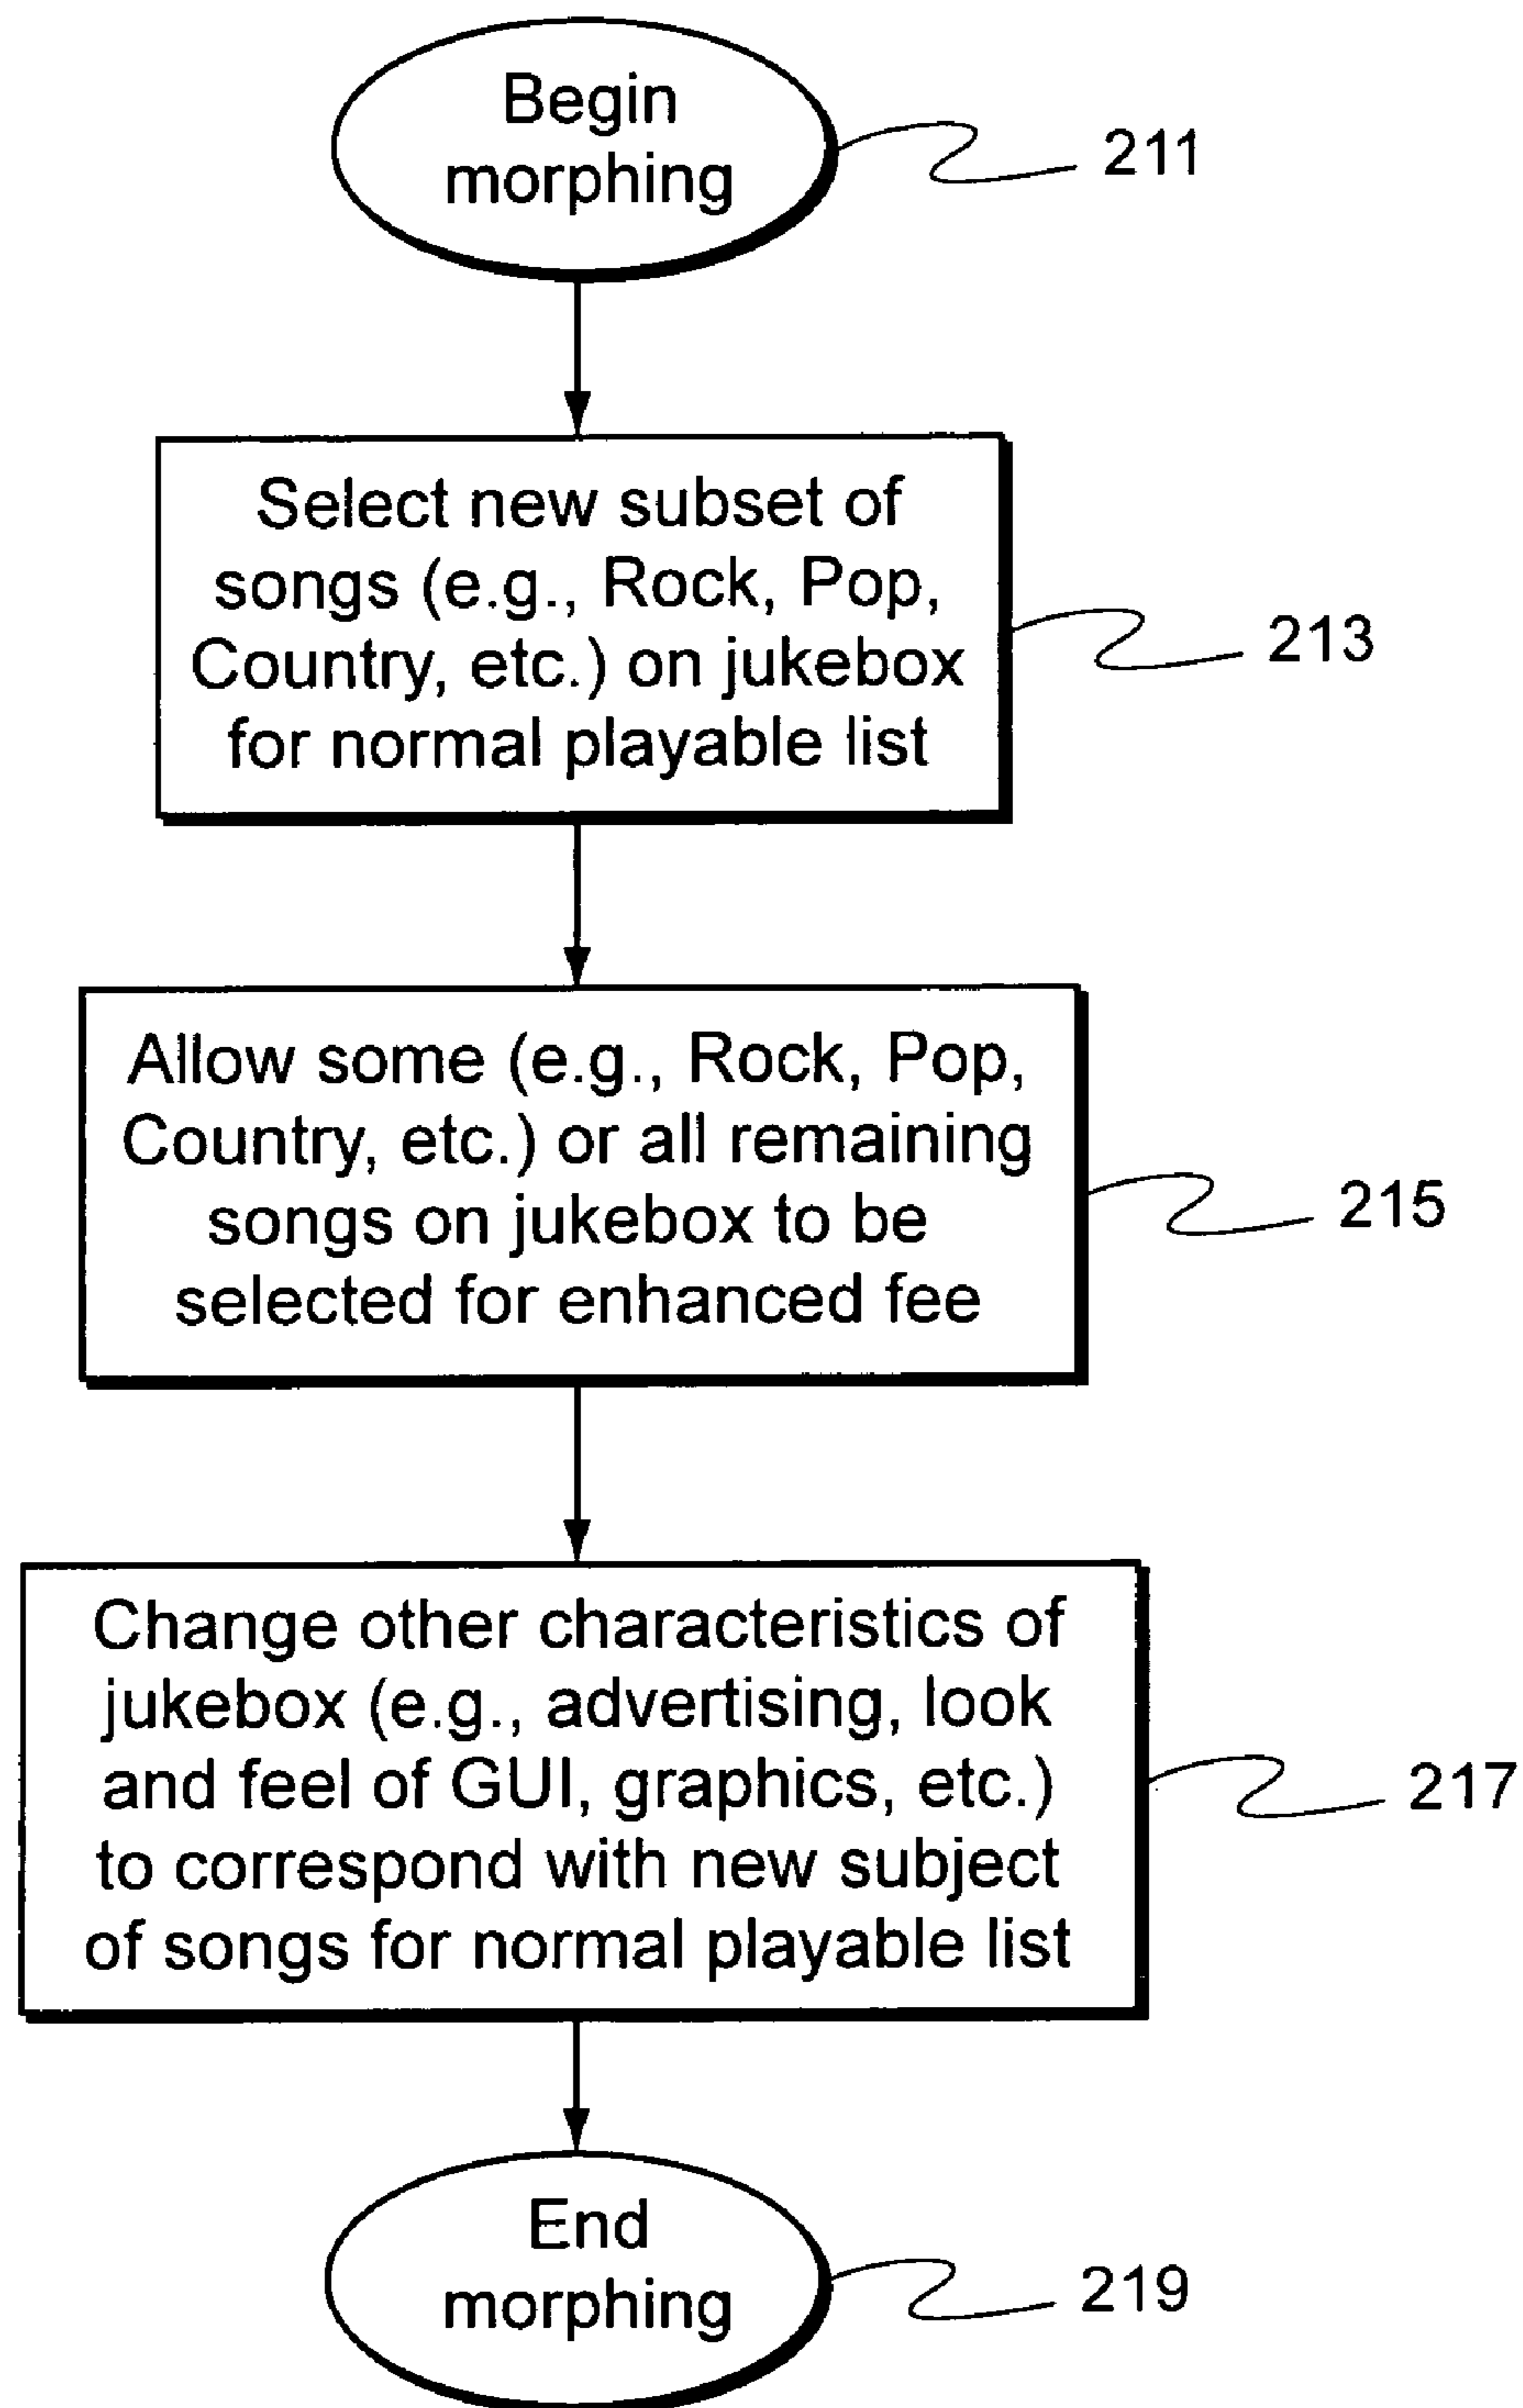 Begin
morphing
211
Select new subset of
songs (e.g., Rock, Pop,
Country, etc.) on jukebox
for normal playable list
213
Allow some (e.g., Rock, Pop,
Country, etc.) or all remaining
songs on jukebox to be
selected for enhanced fee
215
Change other characteristics of
jukebox (e.g., advertising, look
and feel of GUI, graphics, etc.)
to correspond with new subject
of songs for normal playable list
217
End
morphing
219